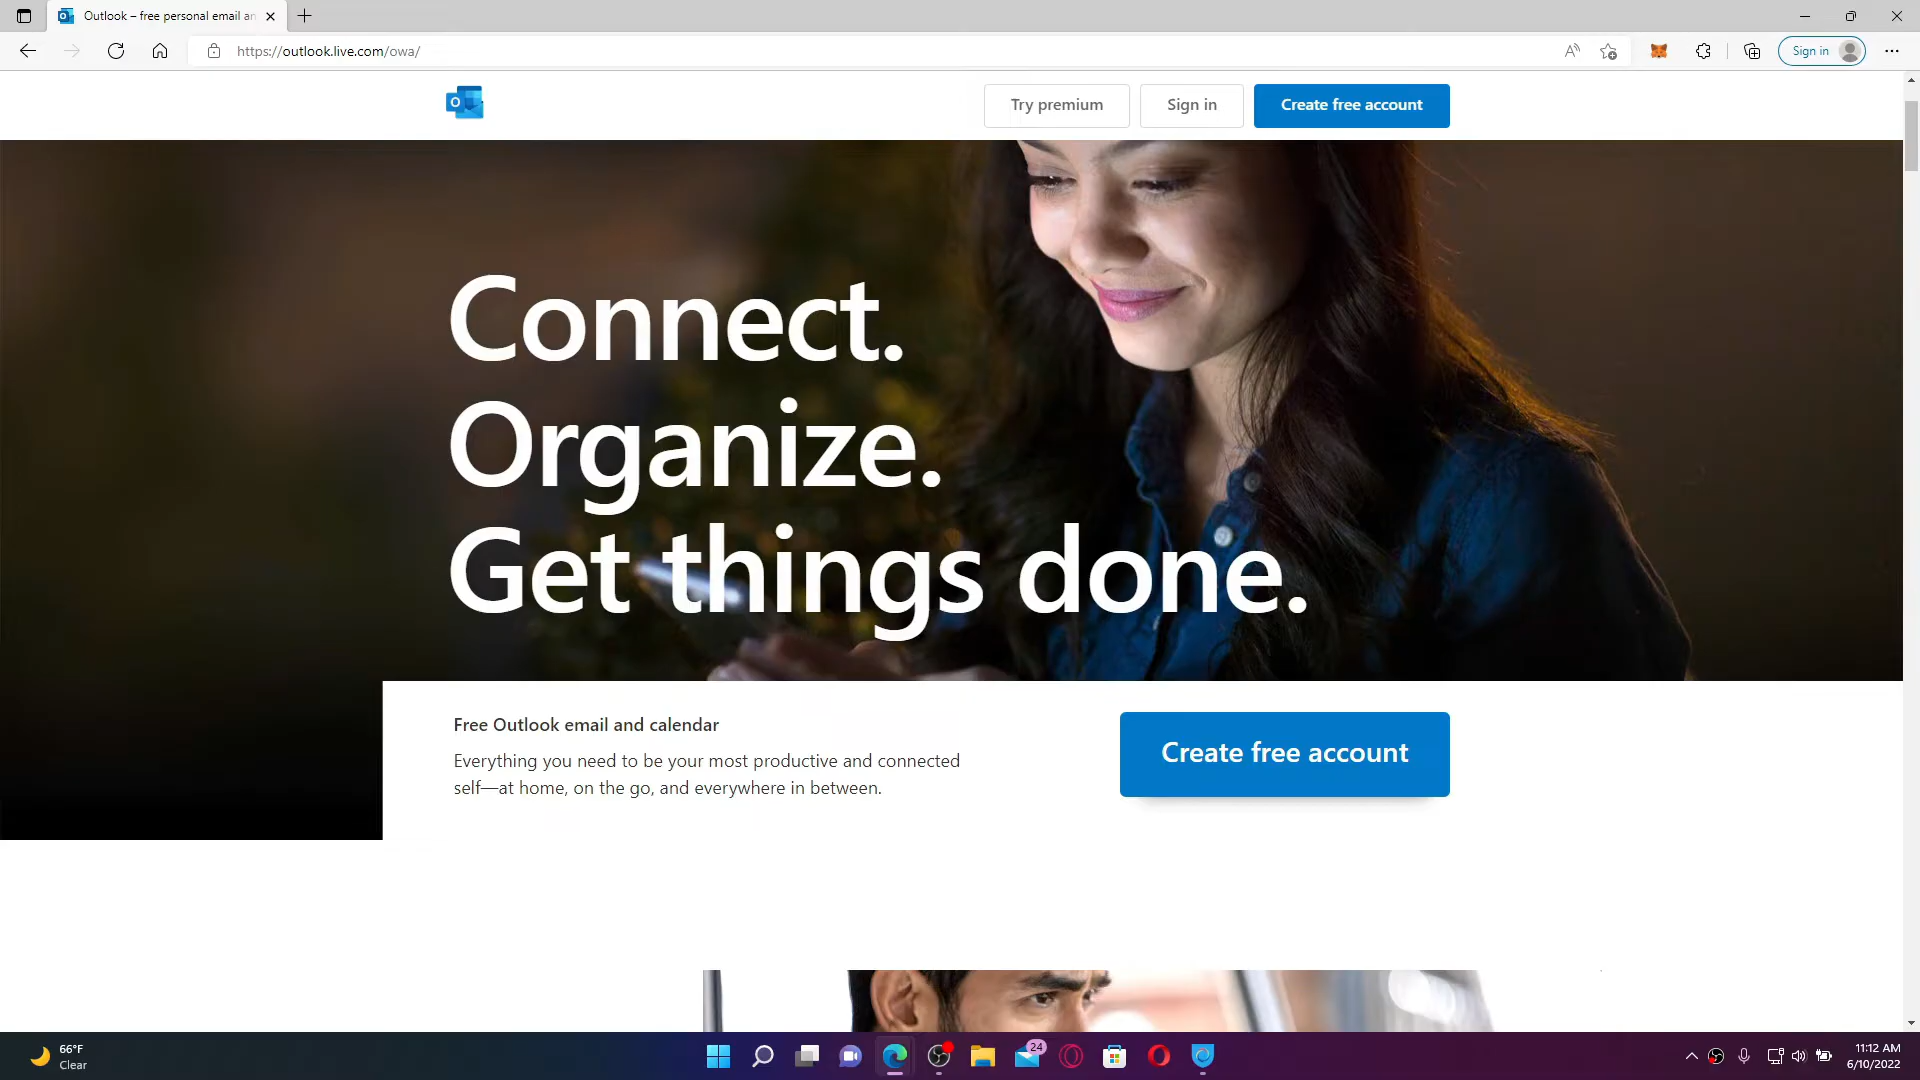 Outlook – free personal email an
https://outlook.live.com/owa/
Sign in
O
Try premium
Sign in
Create free account
Connect.
Organize.
Get things done.
Free Outlook email and calendar
Everything you need to be your most productive and connected
self—at home, on the go, and everywhere in between.
Create free account
66°F
Clear
24
11:12 AM
6/10/2022